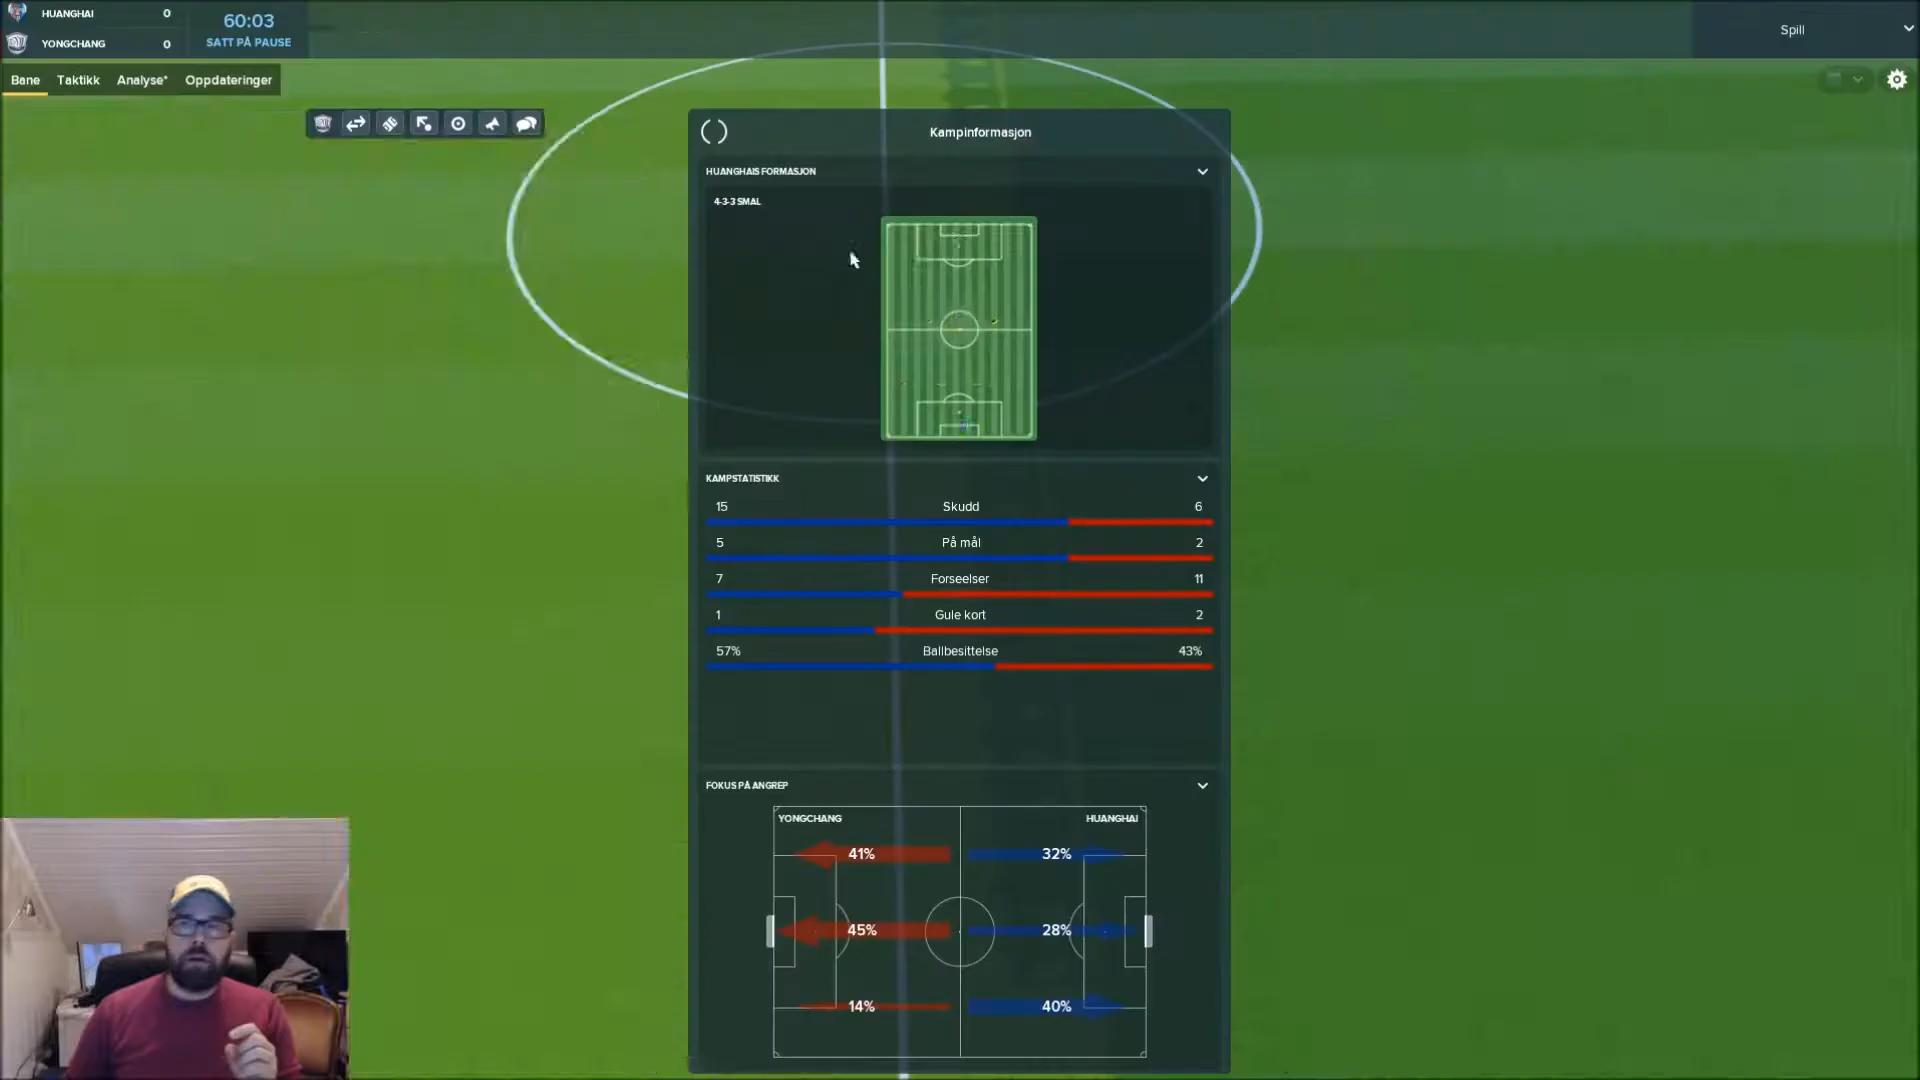 HUANGHAI 0
YONGCHANG 0
60:03
SATT PÅ PAUSE
Spill
Bane Taktikk Analyse* Oppdateringer
Kampinformasjon
HUANGHAIS FORMASJON
4-3-3 SMAL
KAMPSTATISTIKK
15 Skudd 6
5 På mål 2
7 Forseelser 11
1 Gule kort 2
57% Ballbesittelse 43%
FOKUS PÅ ANGREP
YONGCHANG HUANGHAI
41% 32%
45% 28%
14% 40%